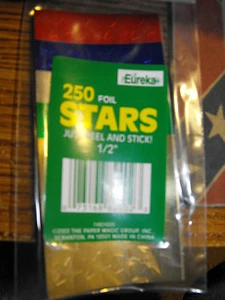 Eureka
250 FOIL
STARS
JUST PEEL AND STICK!
1/2"
©2003 THE PAPER MAGIC GROUP, INC.
SCRANTON, PA 18501 MADE IN CHINA